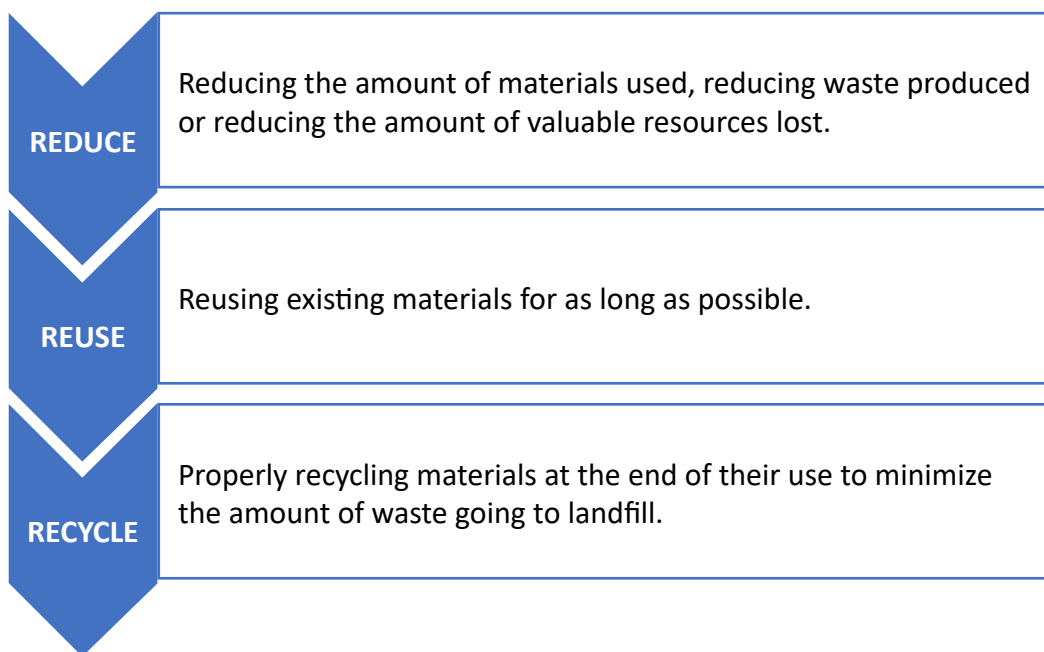 REDUCE
Reducing the amount of materials used, reducing waste produced
or reducing the amount of valuable resources lost.
REUSE
Reusing existing materials for as long as possible.
RECYCLE
Properly recycling materials at the end of their use to minimize
the amount of waste going to landfill.